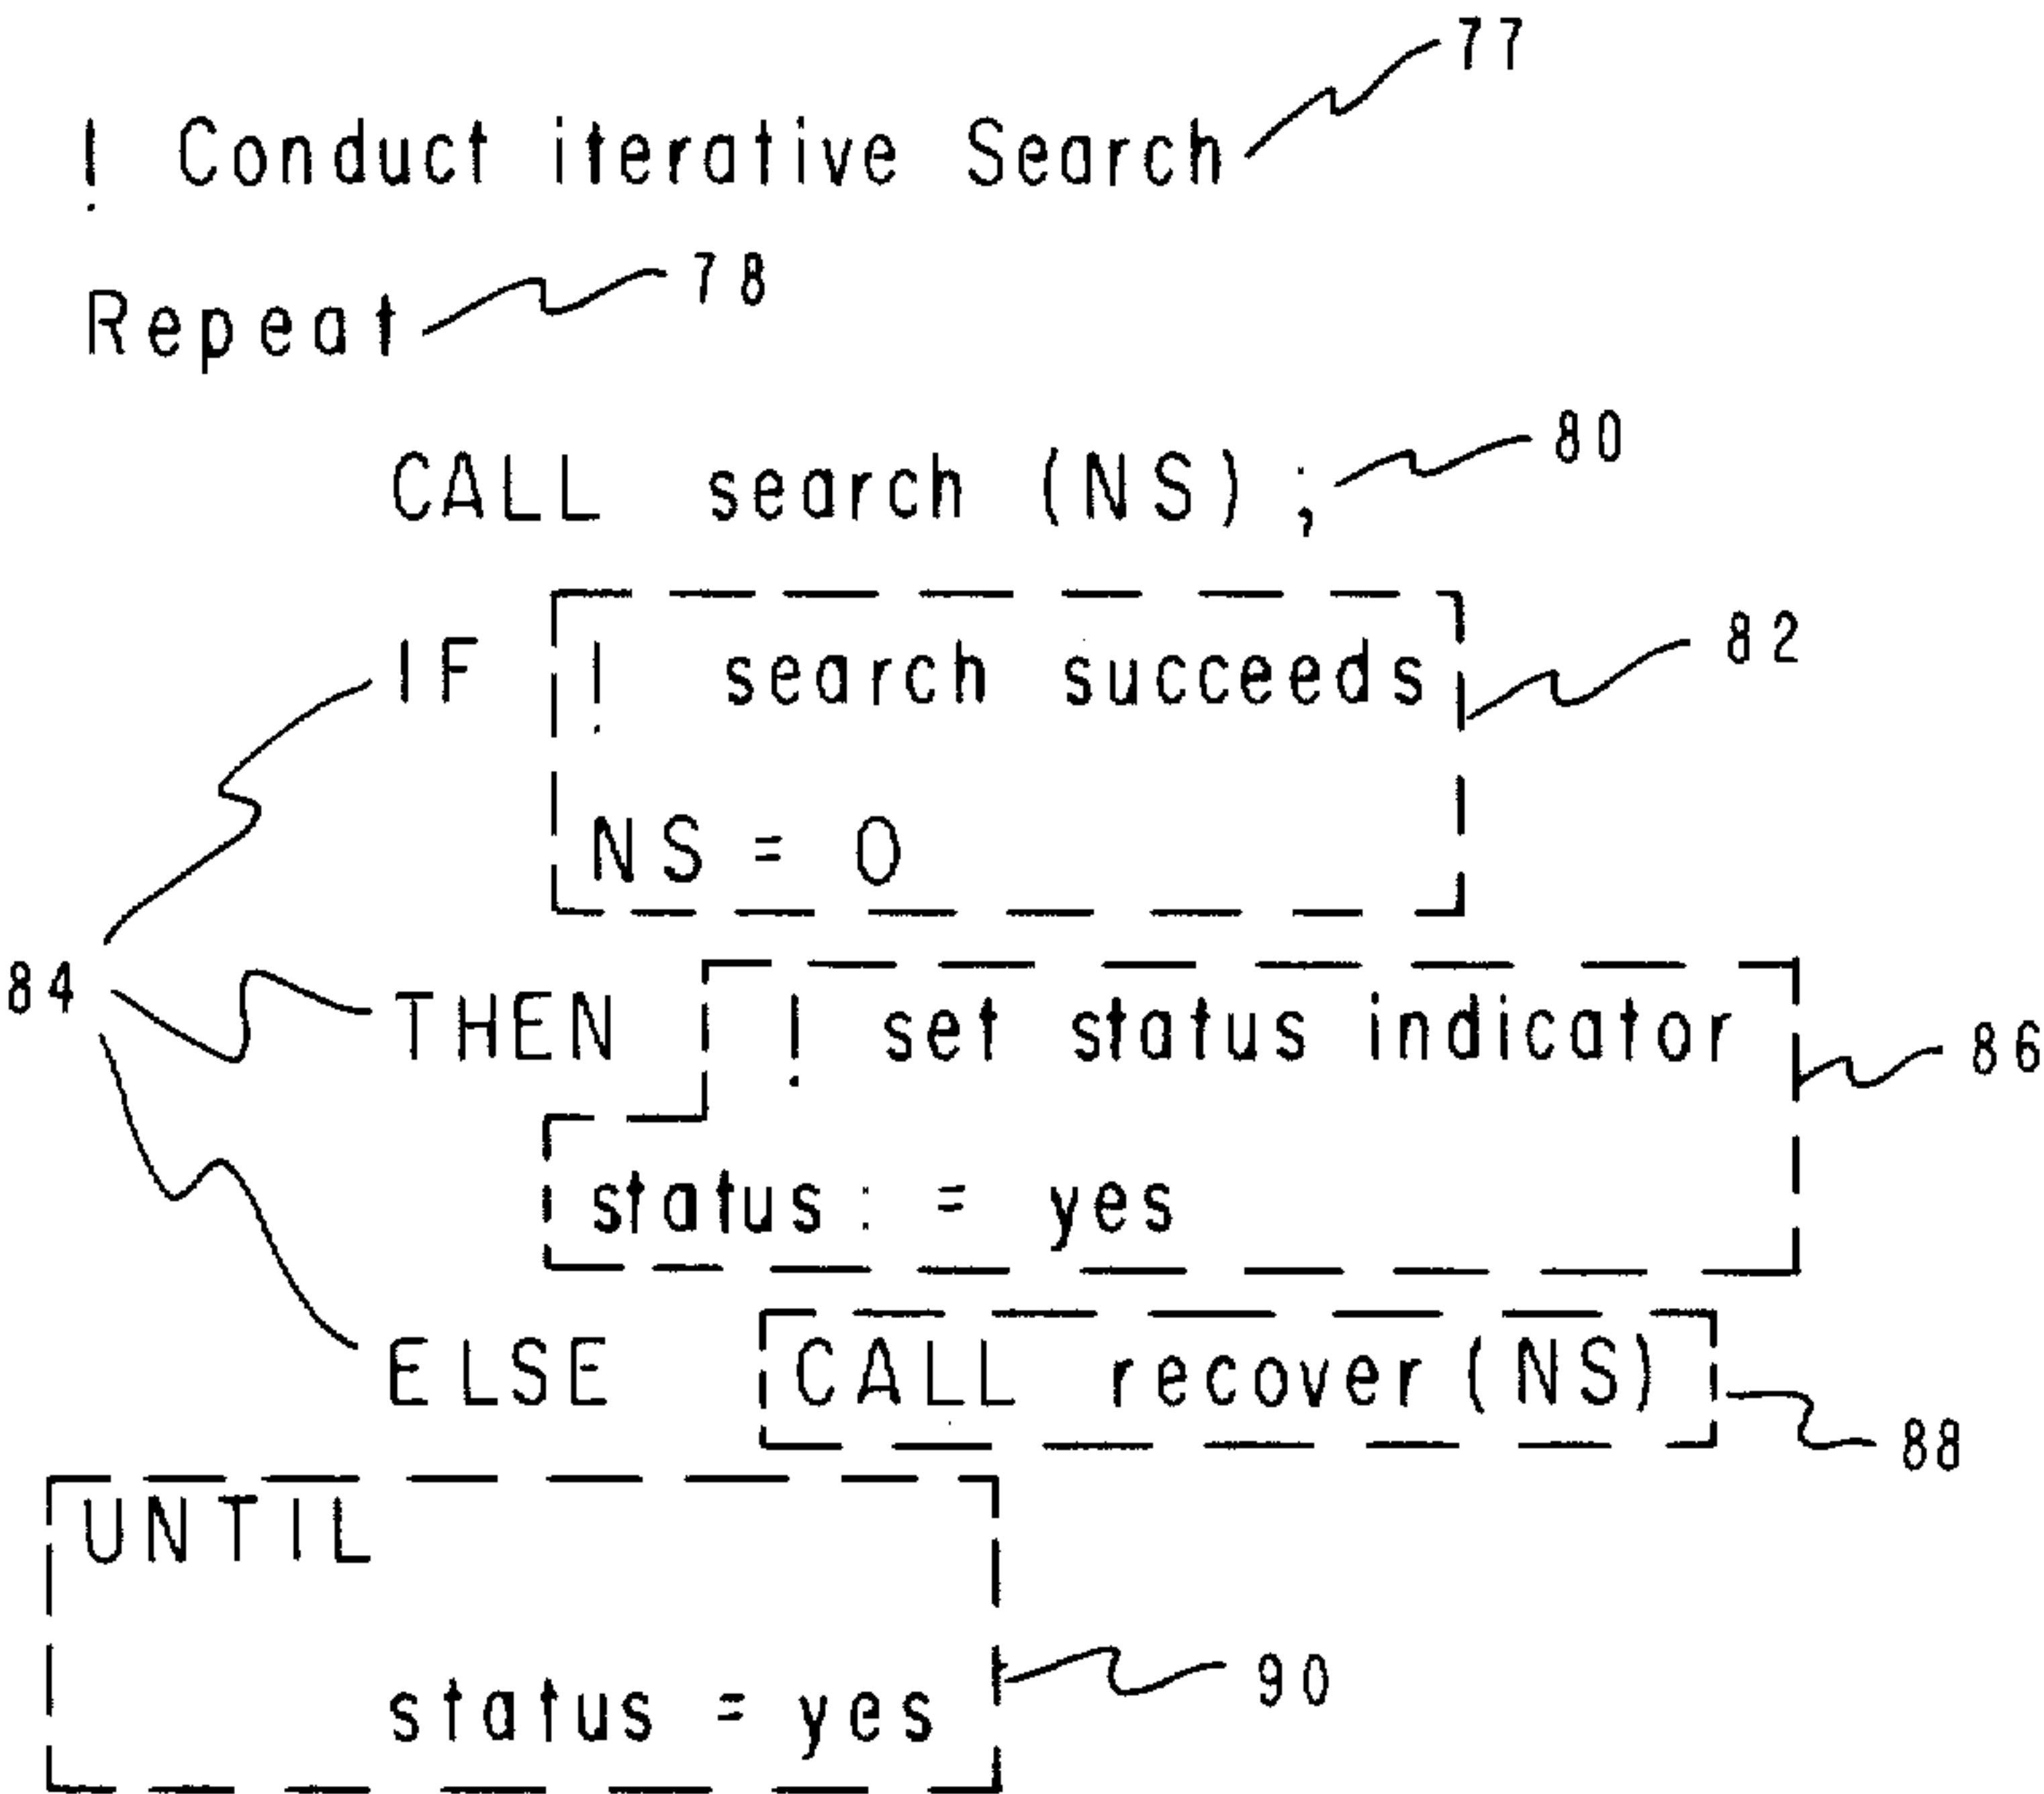 ! Conduct iterative Search 77
Repeat 78
CALL search (NS) ; 80
IF ! search succeeds 82
NS = 0
84 THEN ! set status indicator 86
status: = yes
ELSE CALL recover (NS) 88
UNTIL
status = yes 90